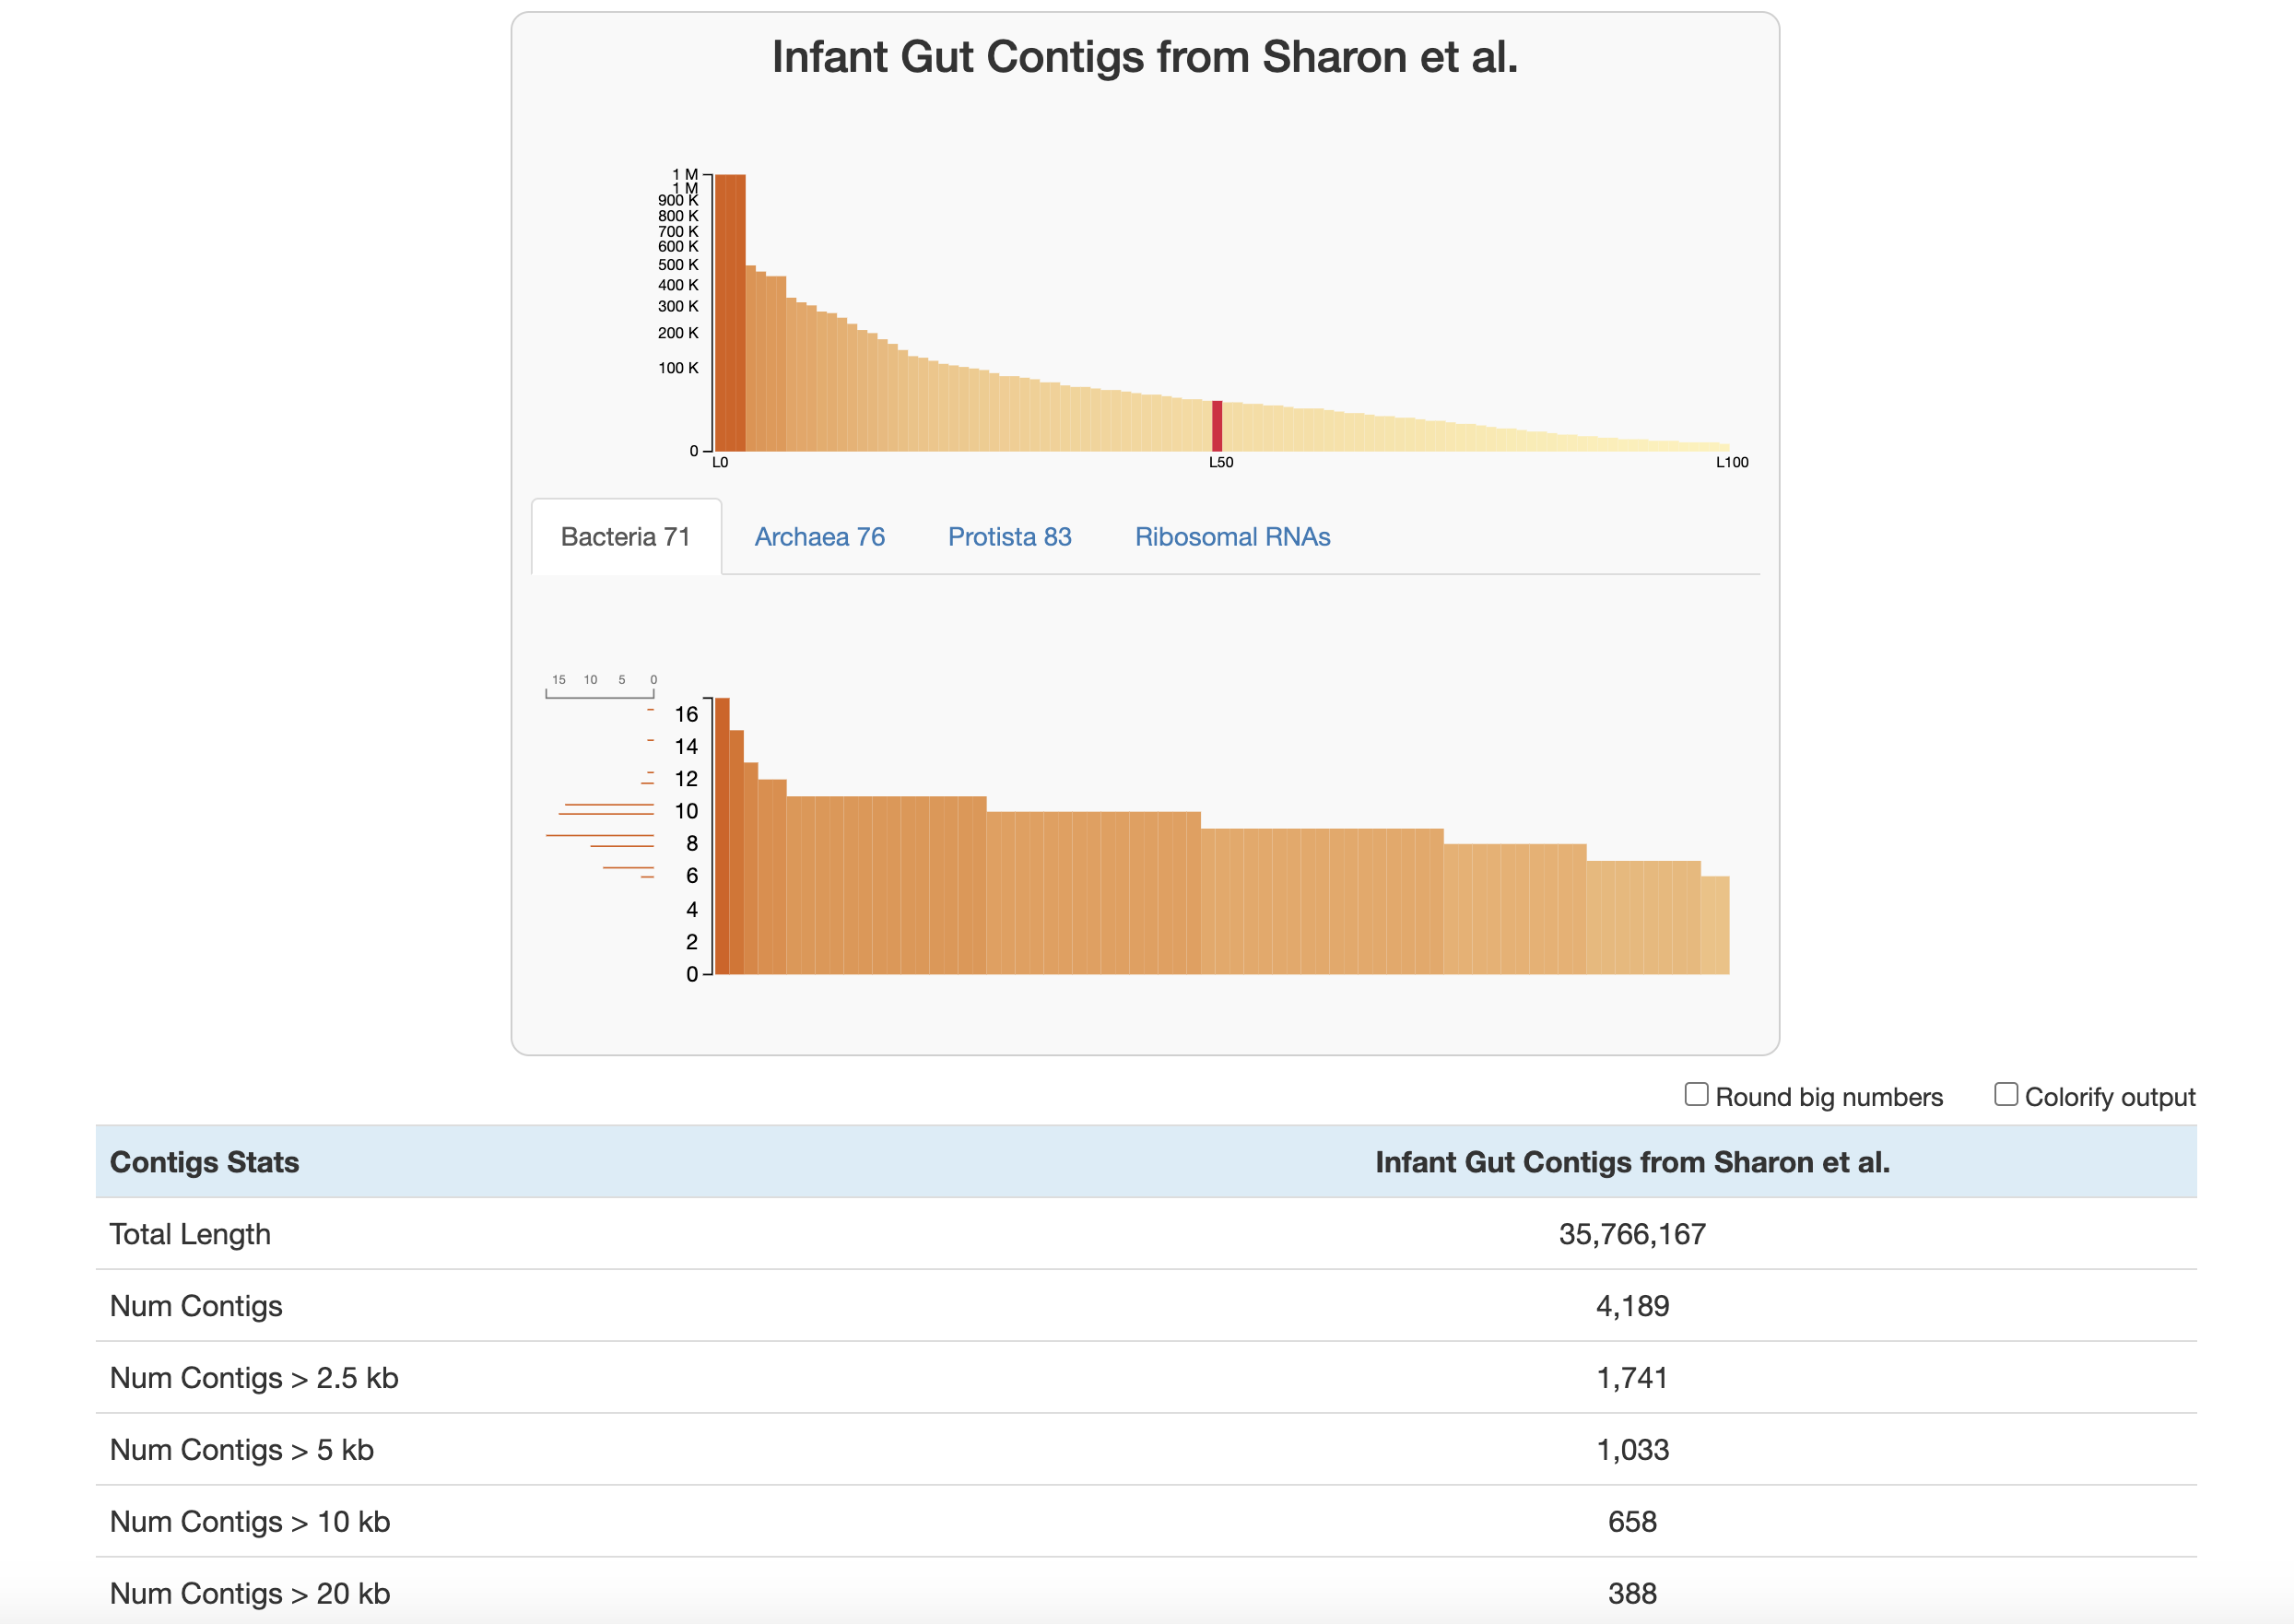 Infant Gut Contigs from Sharon et al.
1 M
1 M
900 K
800 K
700 K
600 K
500 K
400 K
300 K
200 K
100 K
0
L0 L50 L100
Bacteria 71 Archaea 76 Protista 83 Ribosomal RNAs
15 10 5 0
16
14
12
10
8
6
4
2
0
Round big numbers Colorify output
Contigs Stats Infant Gut Contigs from Sharon et al.
Total Length 35,766,167
Num Contigs 4,189
Num Contigs > 2.5 kb 1,741
Num Contigs > 5 kb 1,033
Num Contigs > 10 kb 658
Num Contigs > 20 kb 388